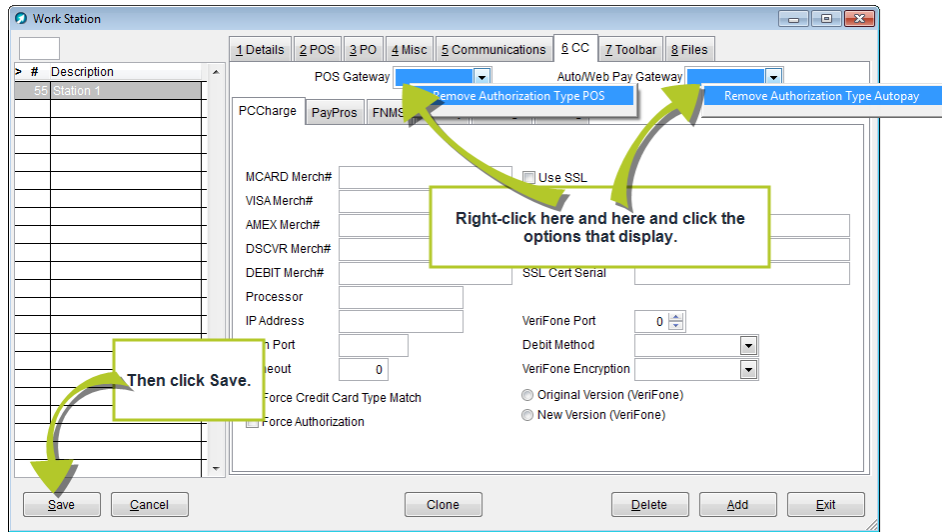 Work Station
1 Details 2 POS 3 PO 4 Misc 5 Communications 6 CC 7 Toolbar 8 Files
> # Description
55 Station 1
POS Gateway Auto/Web Pay Gateway
Remove Authorization Type POS Remove Authorization Type Autopay
PCCharge PayPros FNMS
MCARD Merch# Use SSL
VISA Merch#
AMEX Merch#
DSCVR Merch#
DEBIT Merch# SSL Cert Serial
Right-click here and here and click the
options that display.
Processor
IP Address VeriFone Port 0
Port Debit Method
0 VeriFone Encryption
Then click Save.
Force Credit Card Type Match Original Version (VeriFone)
Force Authorization New Version (VeriFone)
Save Cancel Clone Delete Add Exit